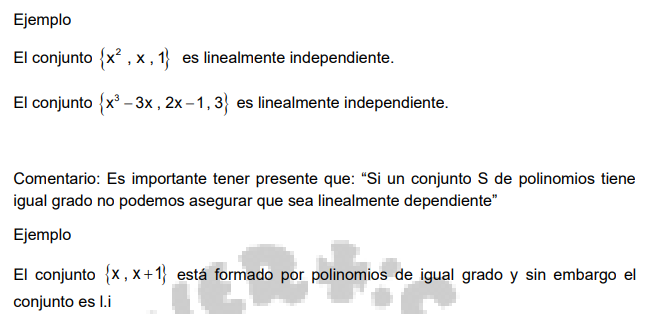 Ejemplo
El conjunto {x² , x , 1} es linealmente independiente.
El conjunto {x³ – 3x , 2x – 1 , 3} es linealmente independiente.
Comentario: Es importante tener presente que: “Si un conjunto S de polinomios tiene
igual grado no podemos asegurar que sea linealmente dependiente”
Ejemplo
El conjunto {x , x + 1} está formado por polinomios de igual grado y sin embargo el
conjunto es l.i